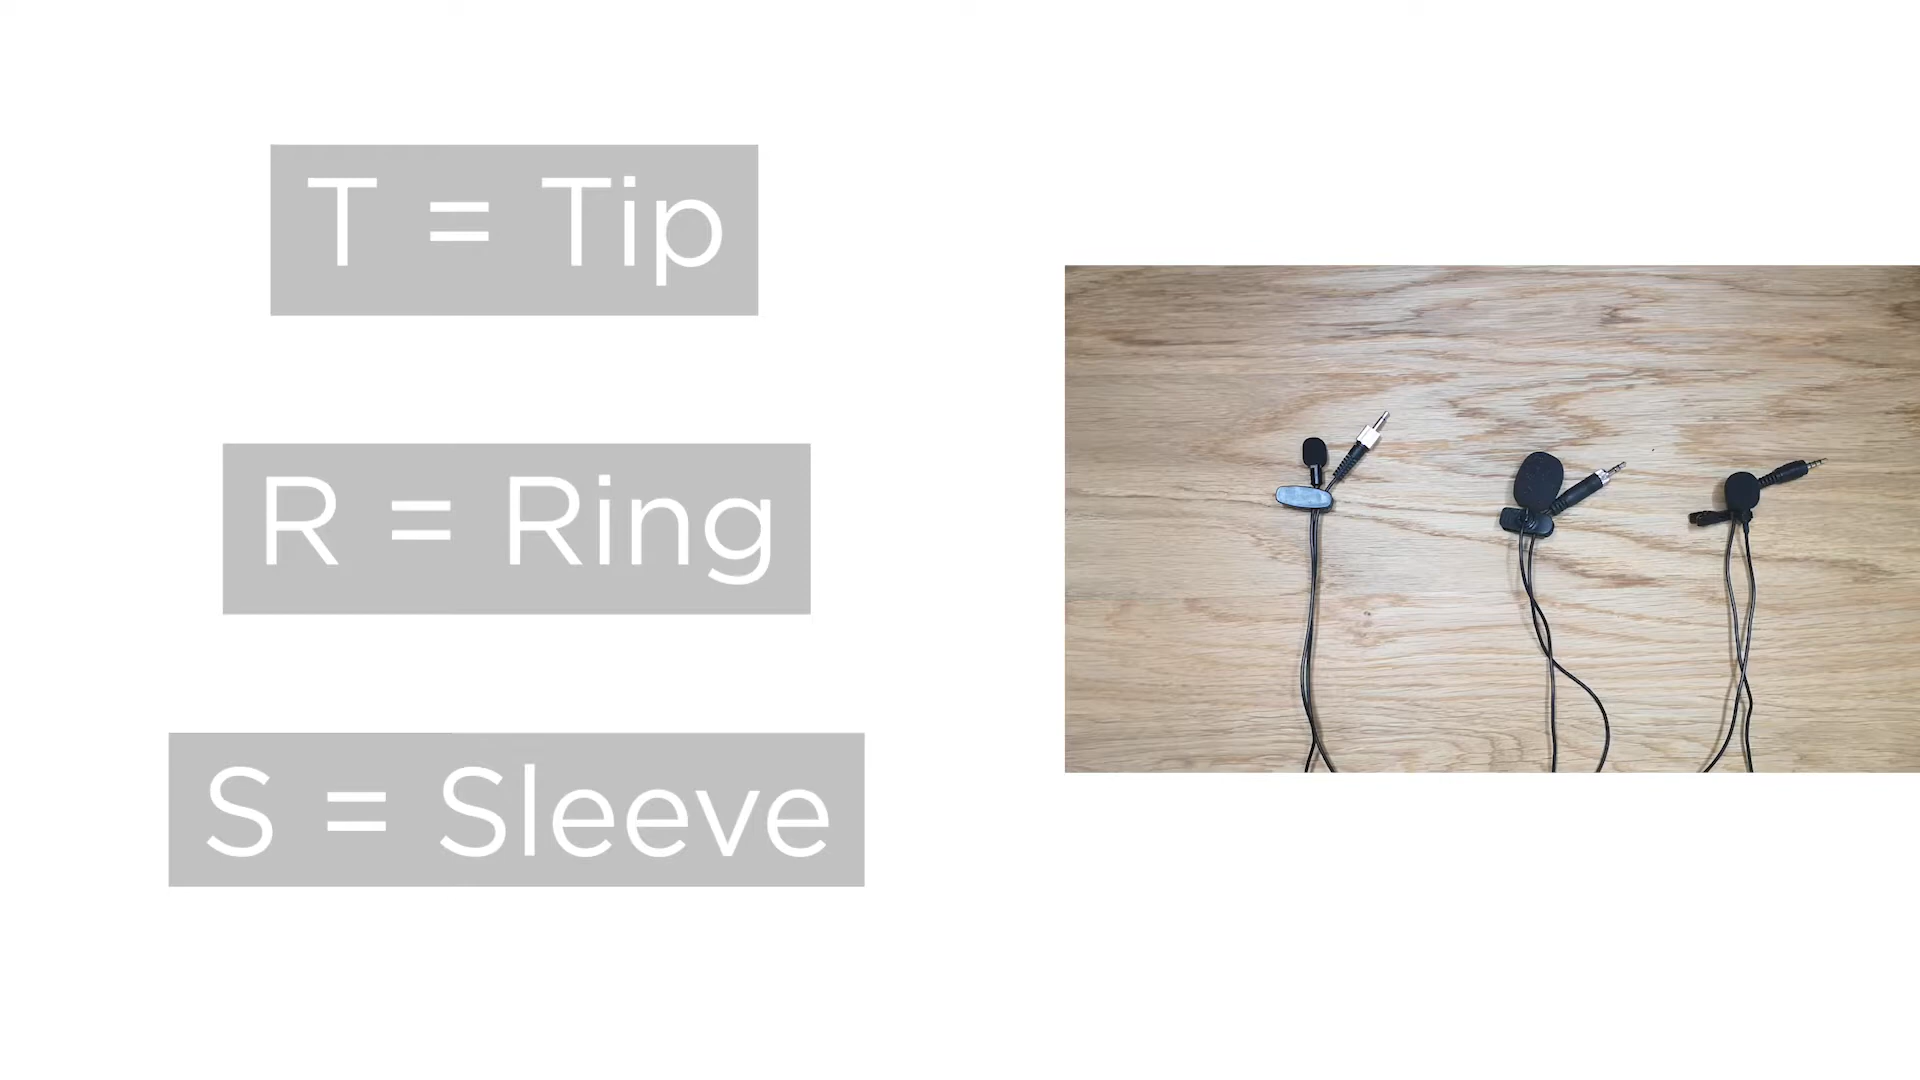 T = Tip
R = Ring
S = Sleeve